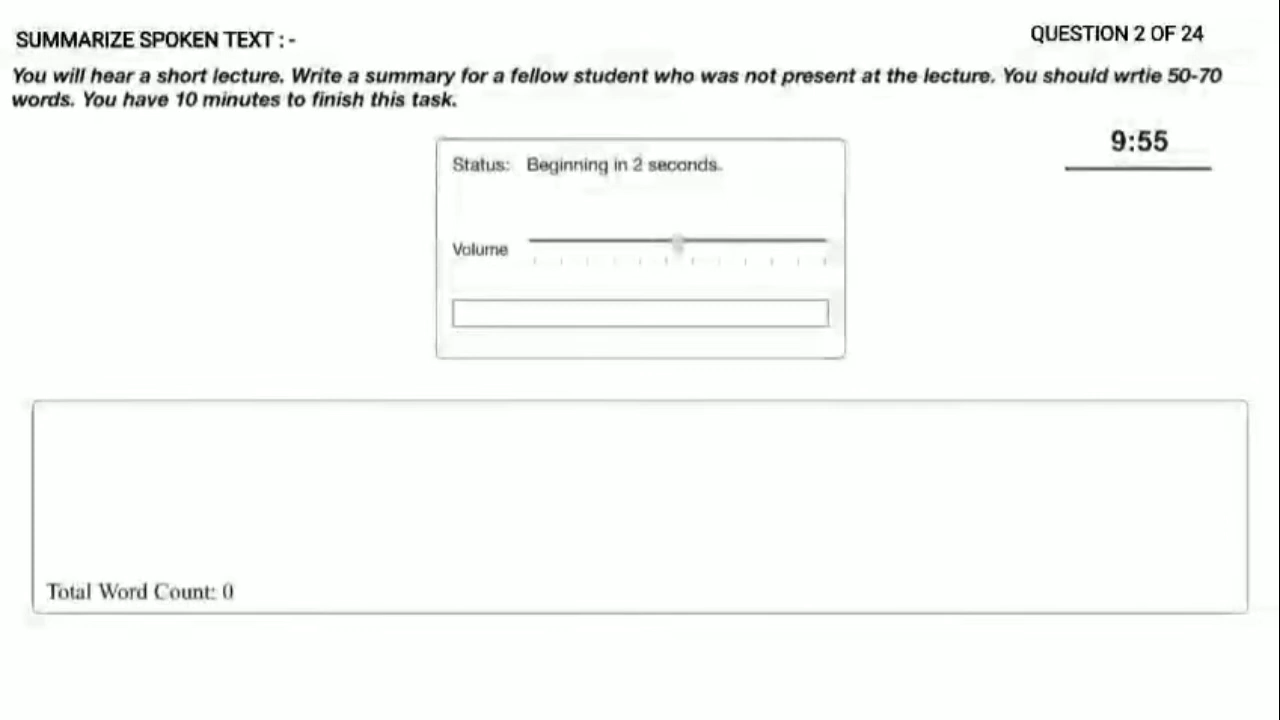 SUMMARIZE SPOKEN TEXT : -
QUESTION 2 OF 24
You will hear a short lecture. Write a summary for a fellow student who was not present at the lecture. You should wrtie 50-70
words. You have 10 minutes to finish this task.
9:55
Status: Beginning in 2 seconds.
Volume
Total Word Count: 0